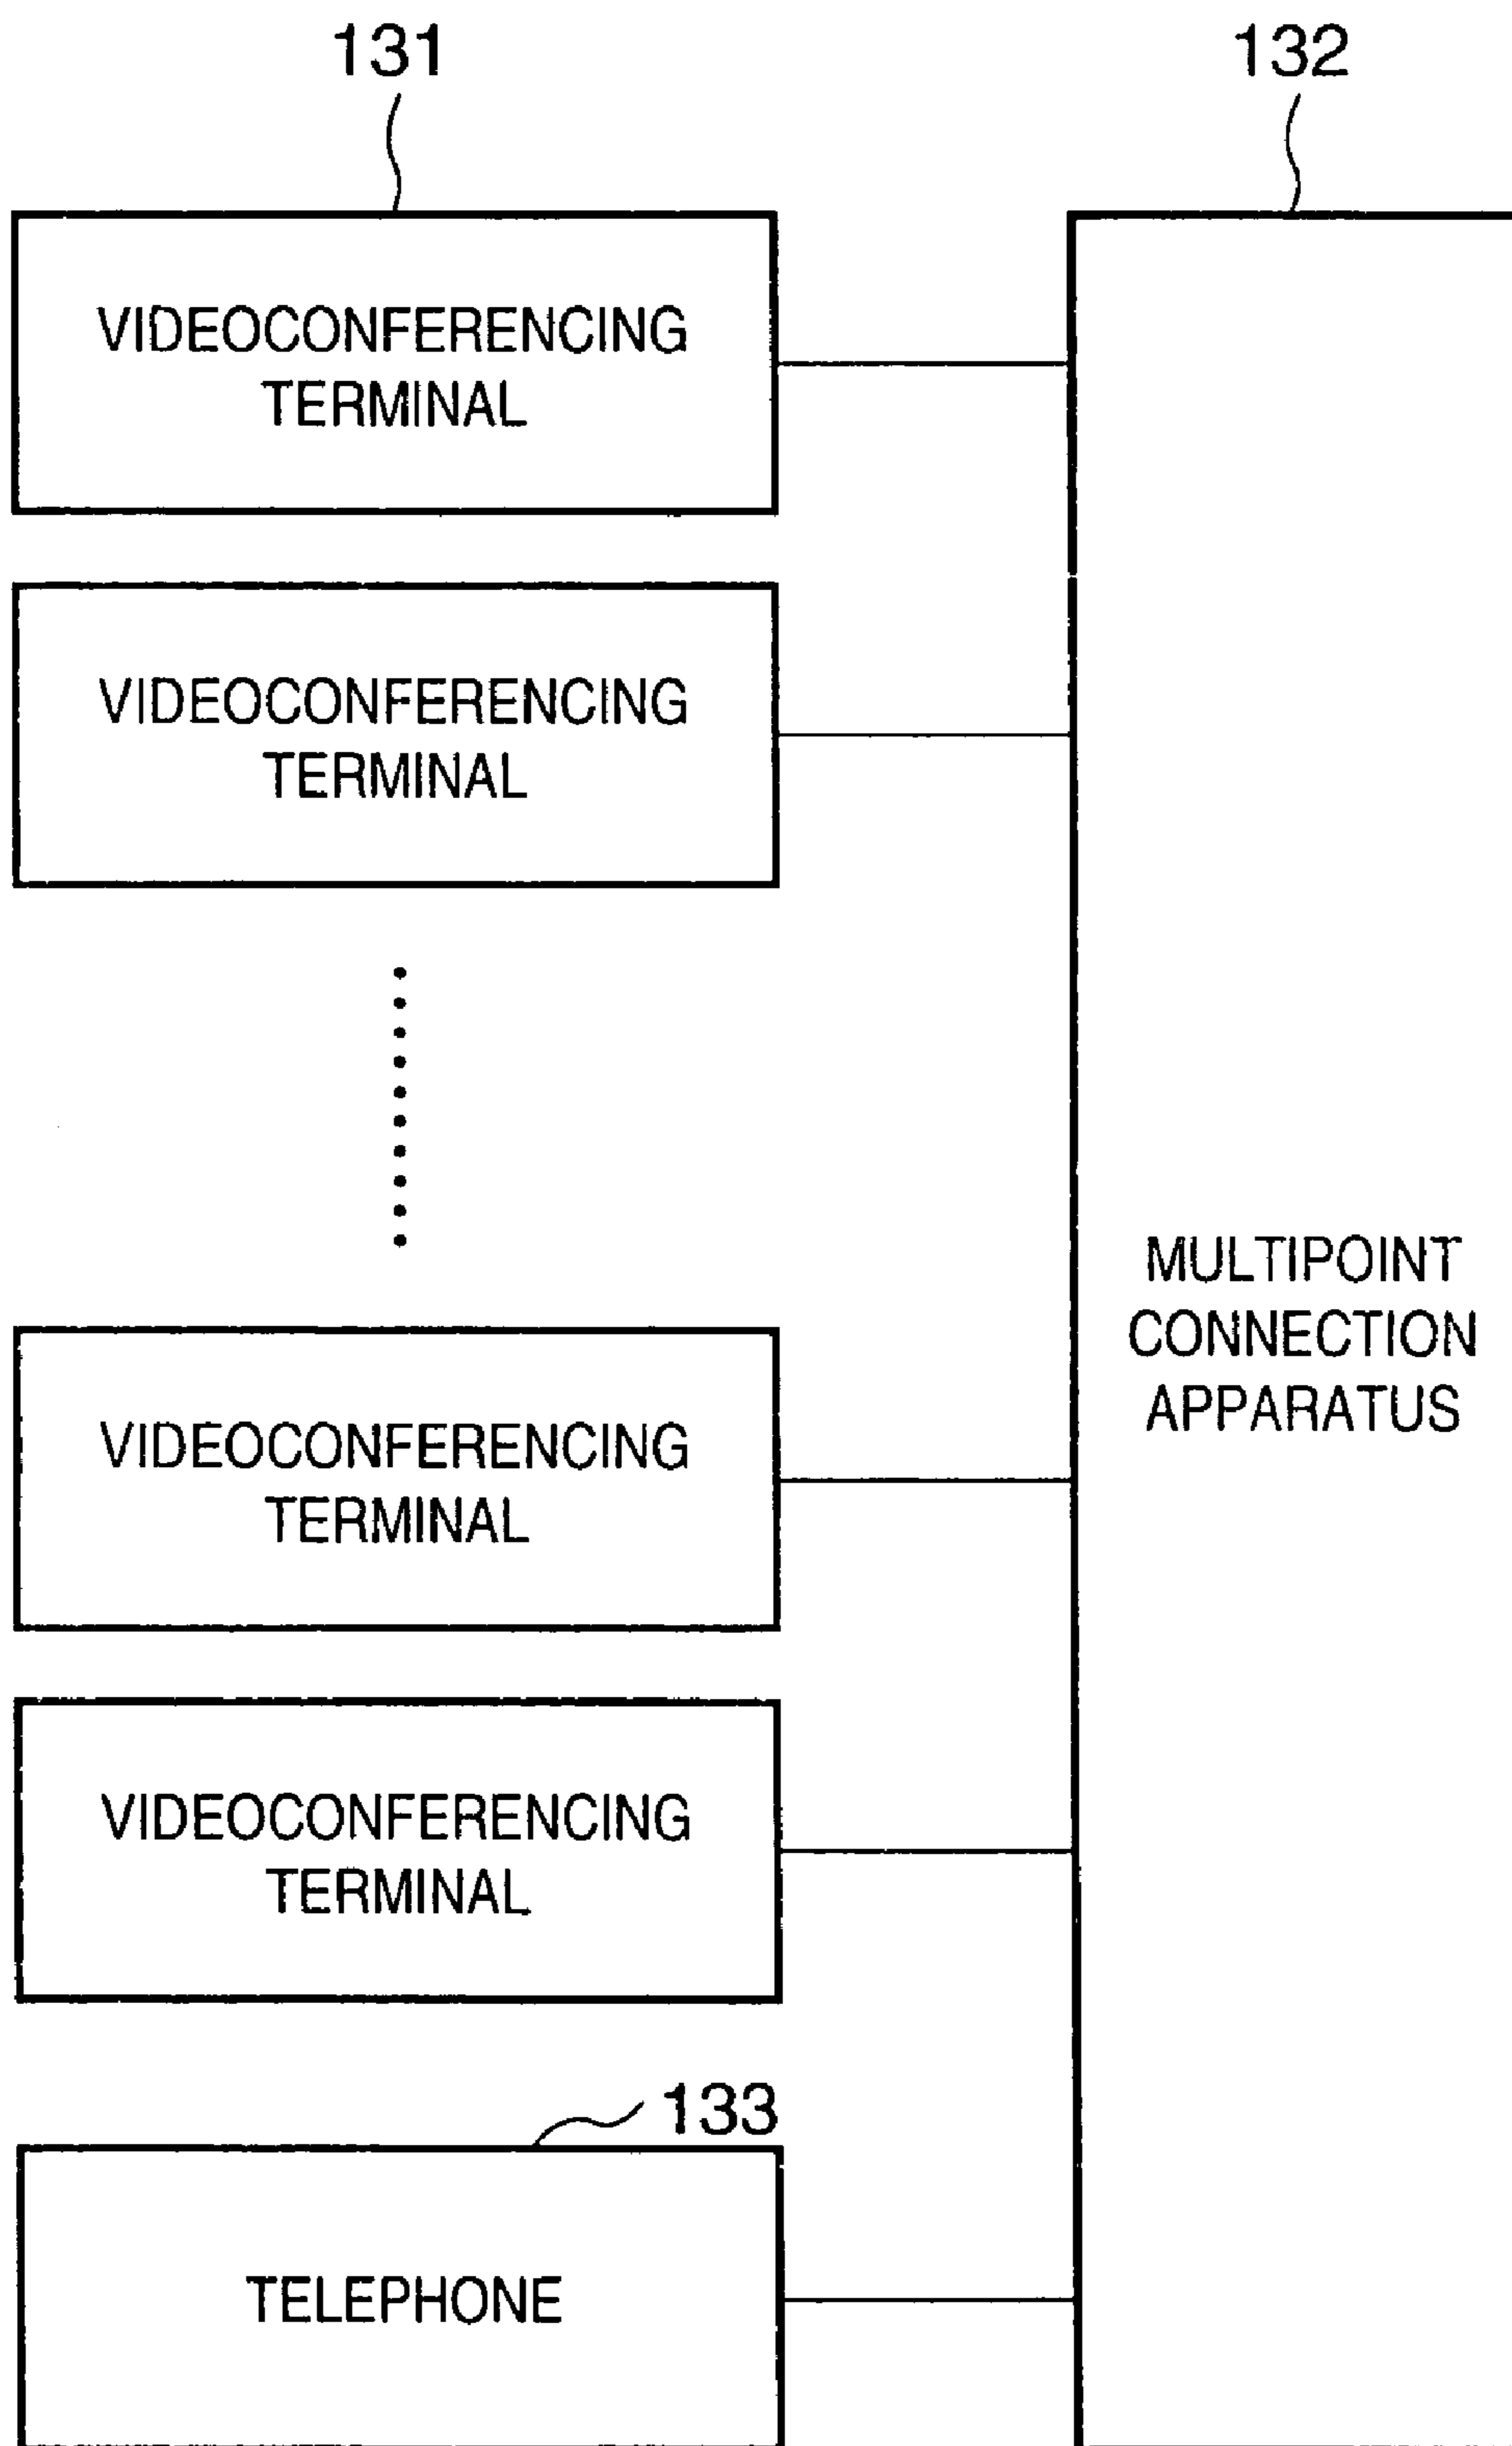 131
132
VIDEOCONFERENCING
TERMINAL
VIDEOCONFERENCING
TERMINAL
MULTIPOINT
CONNECTION
APPARATUS
VIDEOCONFERENCING
TERMINAL
VIDEOCONFERENCING
TERMINAL
133
TELEPHONE